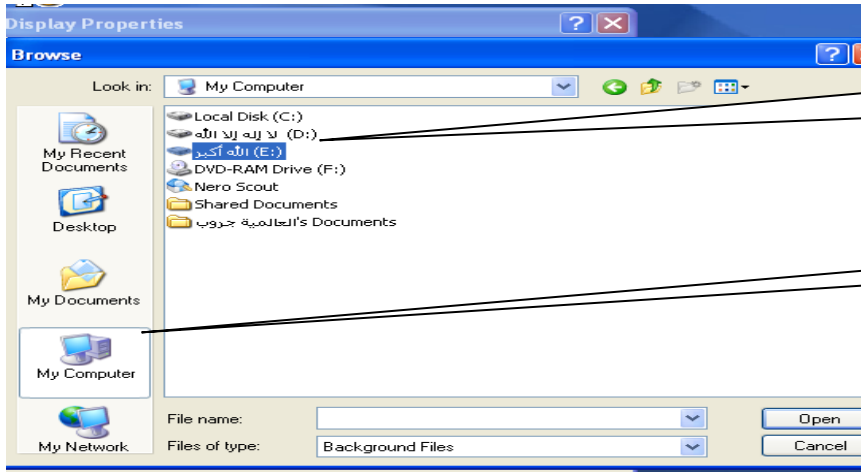 Display Properties
Browse
Look in: My Computer
Local Disk (C:)
لا إله إلا الله (D:)
الله أكبر (E:)
DVD-RAM Drive (F:)
Nero Scout
Shared Documents
العالمية جروب's Documents
My Recent
Documents
Desktop
My Documents
My Computer
My Network
File name:
Open
Files of type: Background Files
Cancel